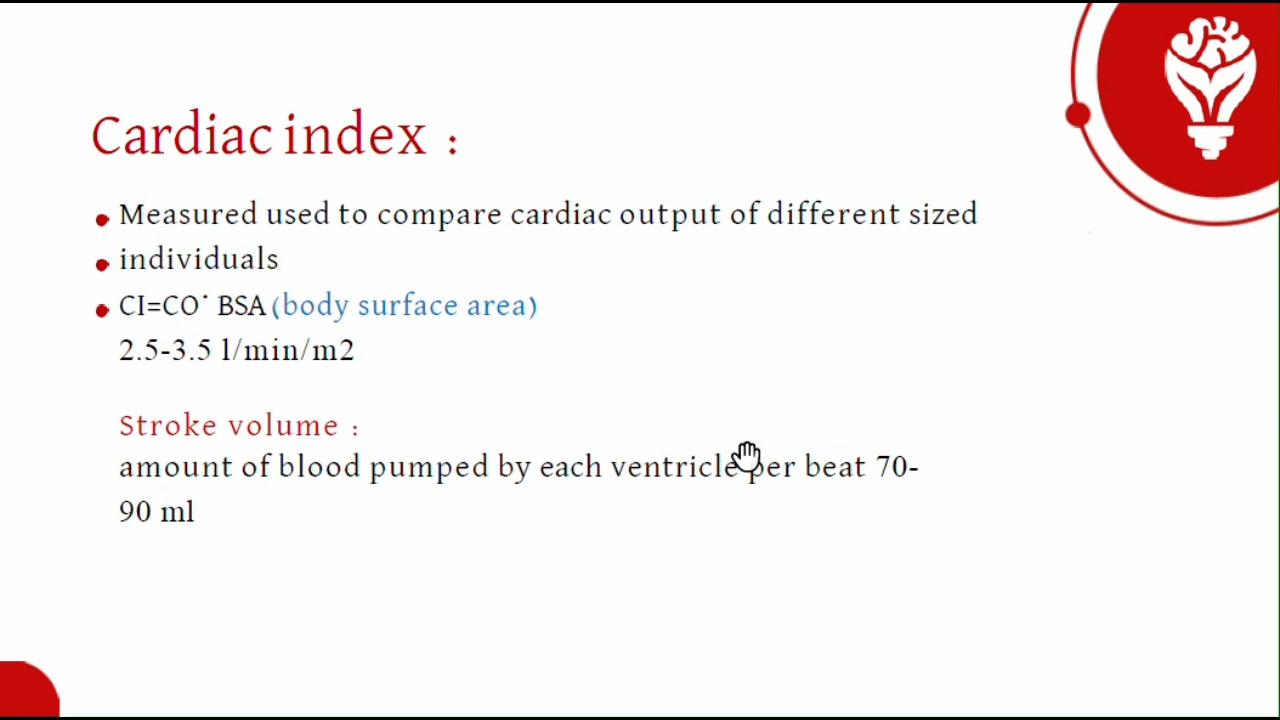 Cardiac index :
Measured used to compare cardiac output of different sized
individuals
CI=CO˙ BSA (body surface area)
2.5-3.5 l/min/m2
Stroke volume :
amount of blood pumped by each ventricle per beat 70-
90 ml